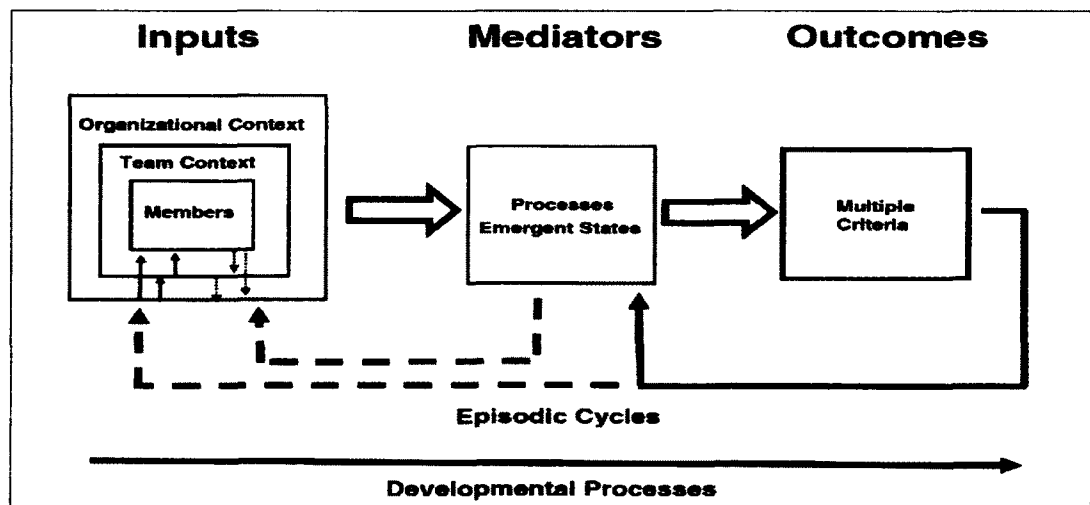 Inputs
Mediators
Outcomes
Organizational Context
Team Context
Members
Processes
Emergent States
Multiple
Criteria
Episodic Cycles
Developmental Processes